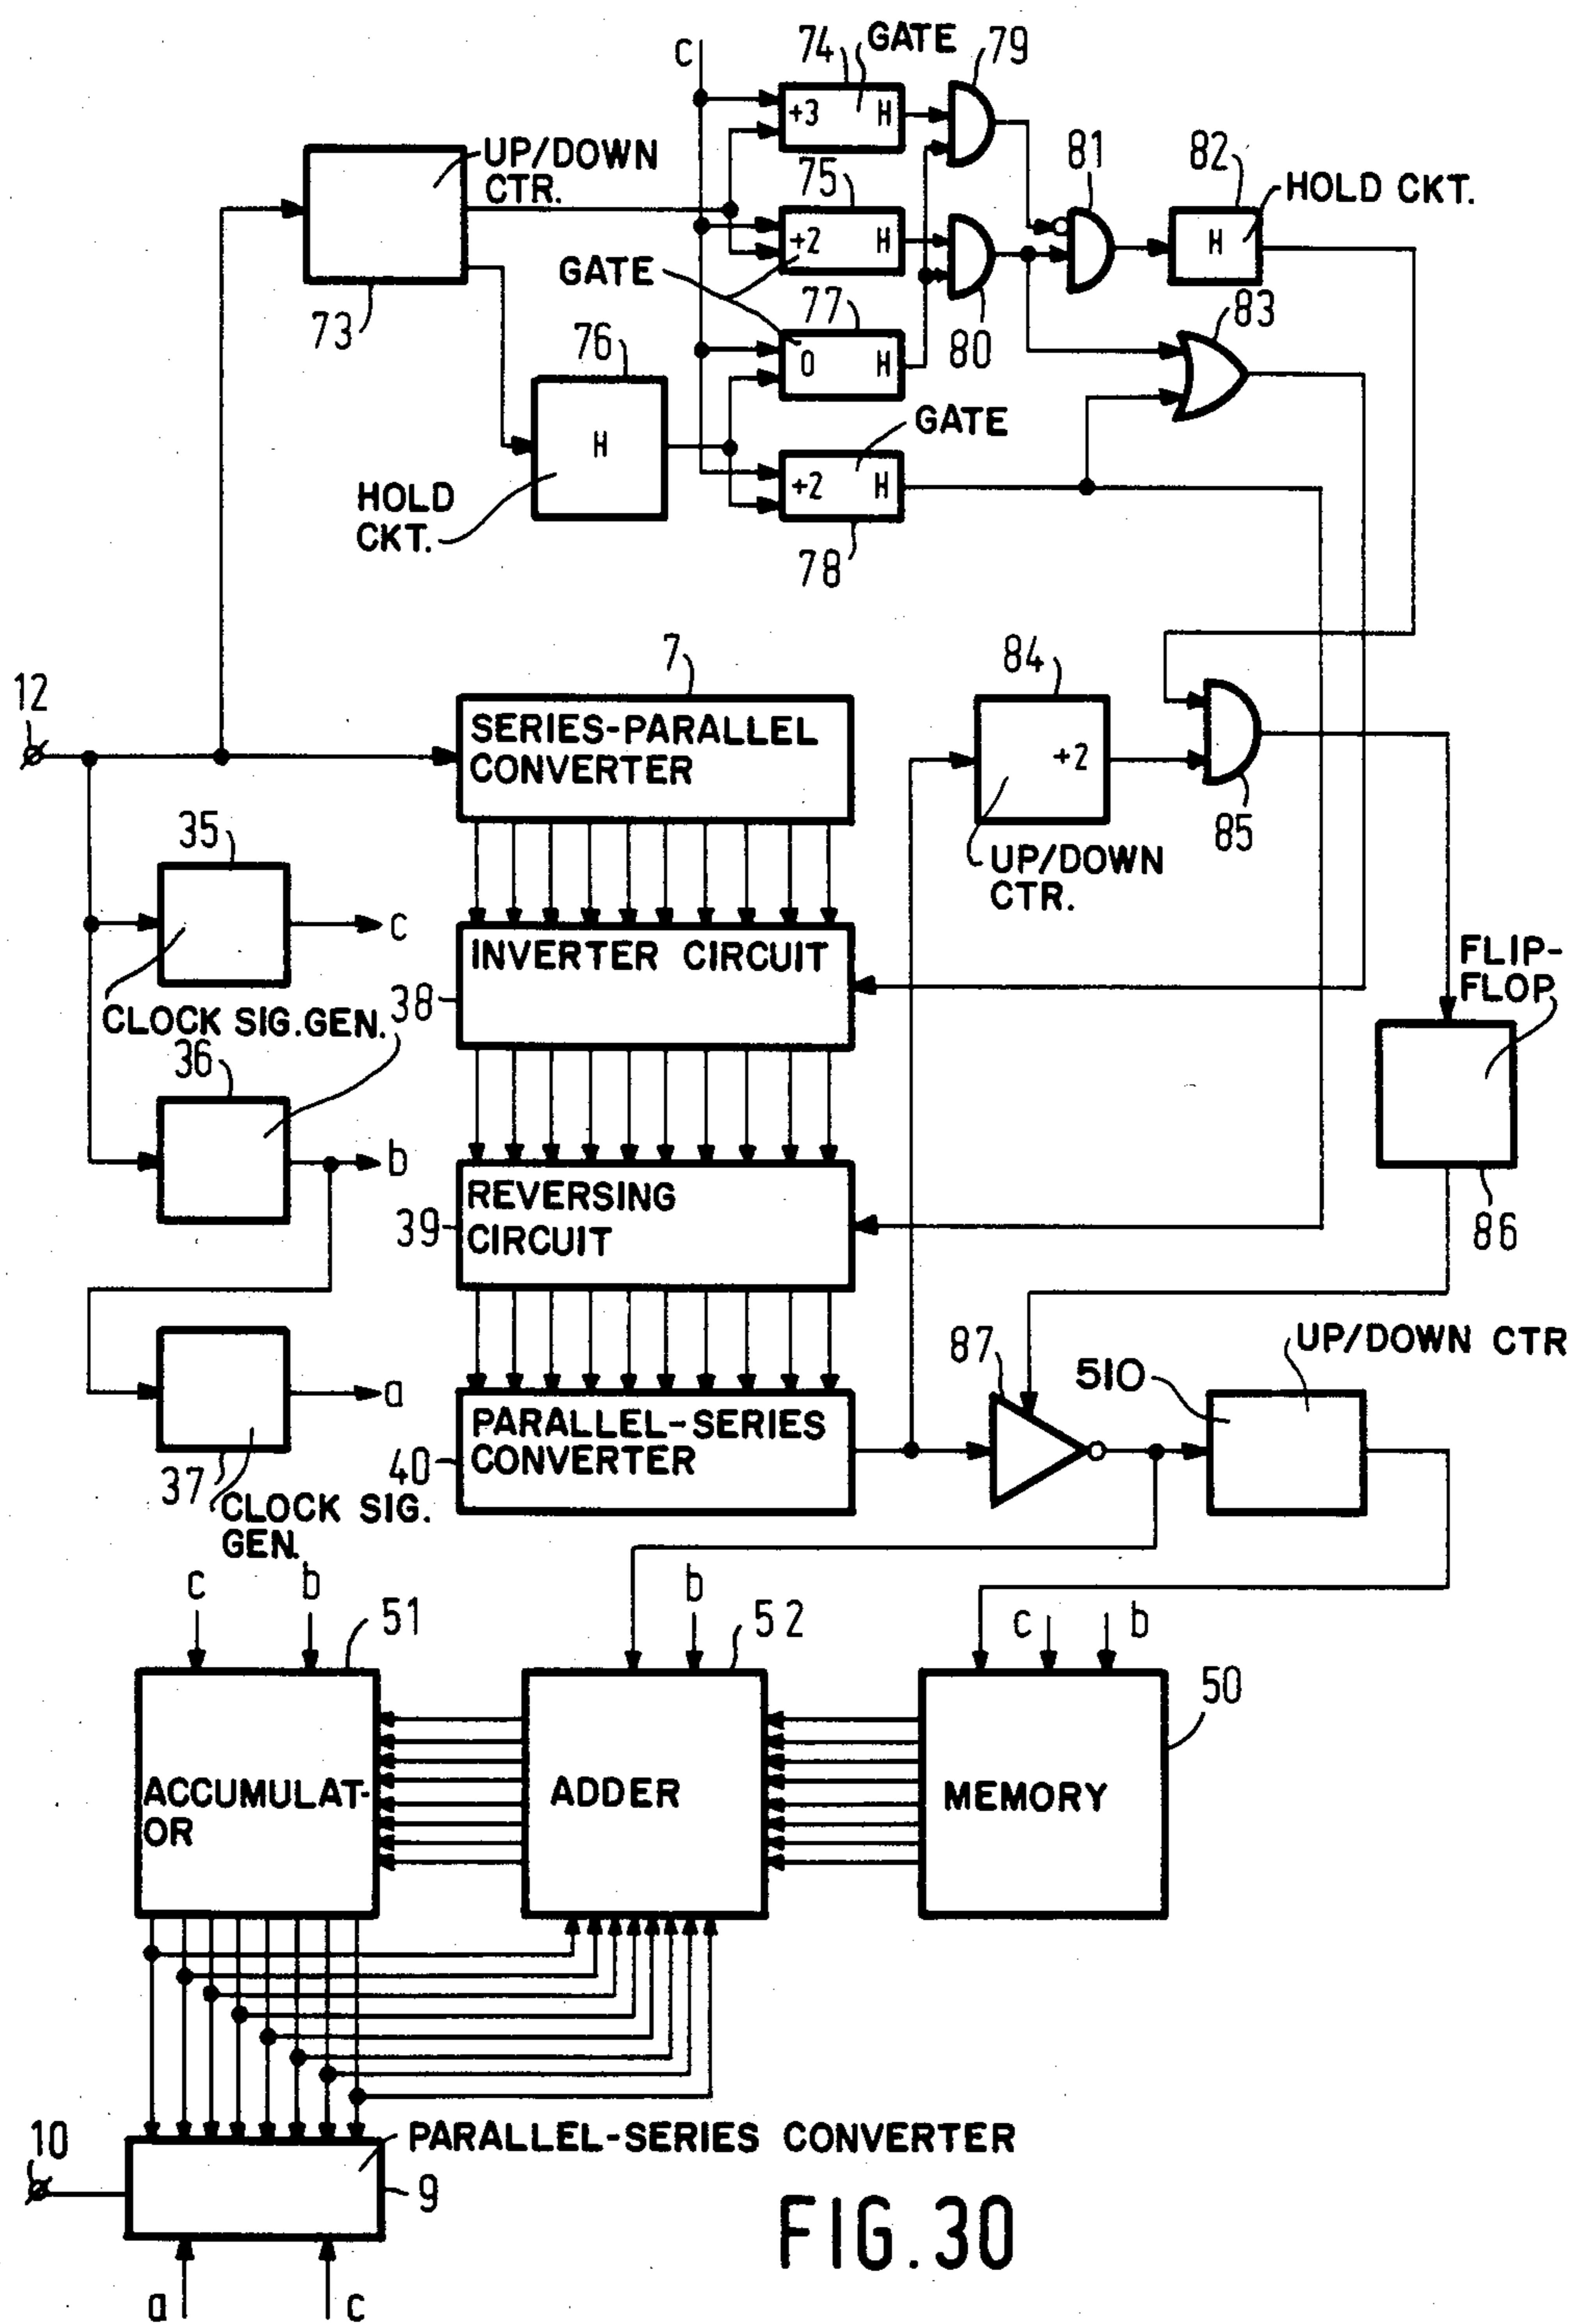 c
74
GATE
79
+3
H
UP/DOWN
CTR.
75
81
82
HOLD CKT.
+2
H
H
GATE
73
77
80
83
76
0
H
H
GATE
HOLD
CKT.
+2
H
78
12
7
84
SERIES-PARALLEL
CONVERTER
+2
85
35
UP/DOWN
CTR.
c
INVERTER CIRCUIT
FLIP-
FLOP
CLOCK SIG.GEN.
38
36
b
REVERSING
CIRCUIT
39
86
87
UP/DOWN CTR
510
a
PARALLEL-SERIES
CONVERTER
40
37
CLOCK SIG.
GEN.
c
b
51
b
52
c
b
50
ACCUMULAT-
OR
ADDER
MEMORY
10
PARALLEL-SERIES CONVERTER
9
a
c
FIG.30